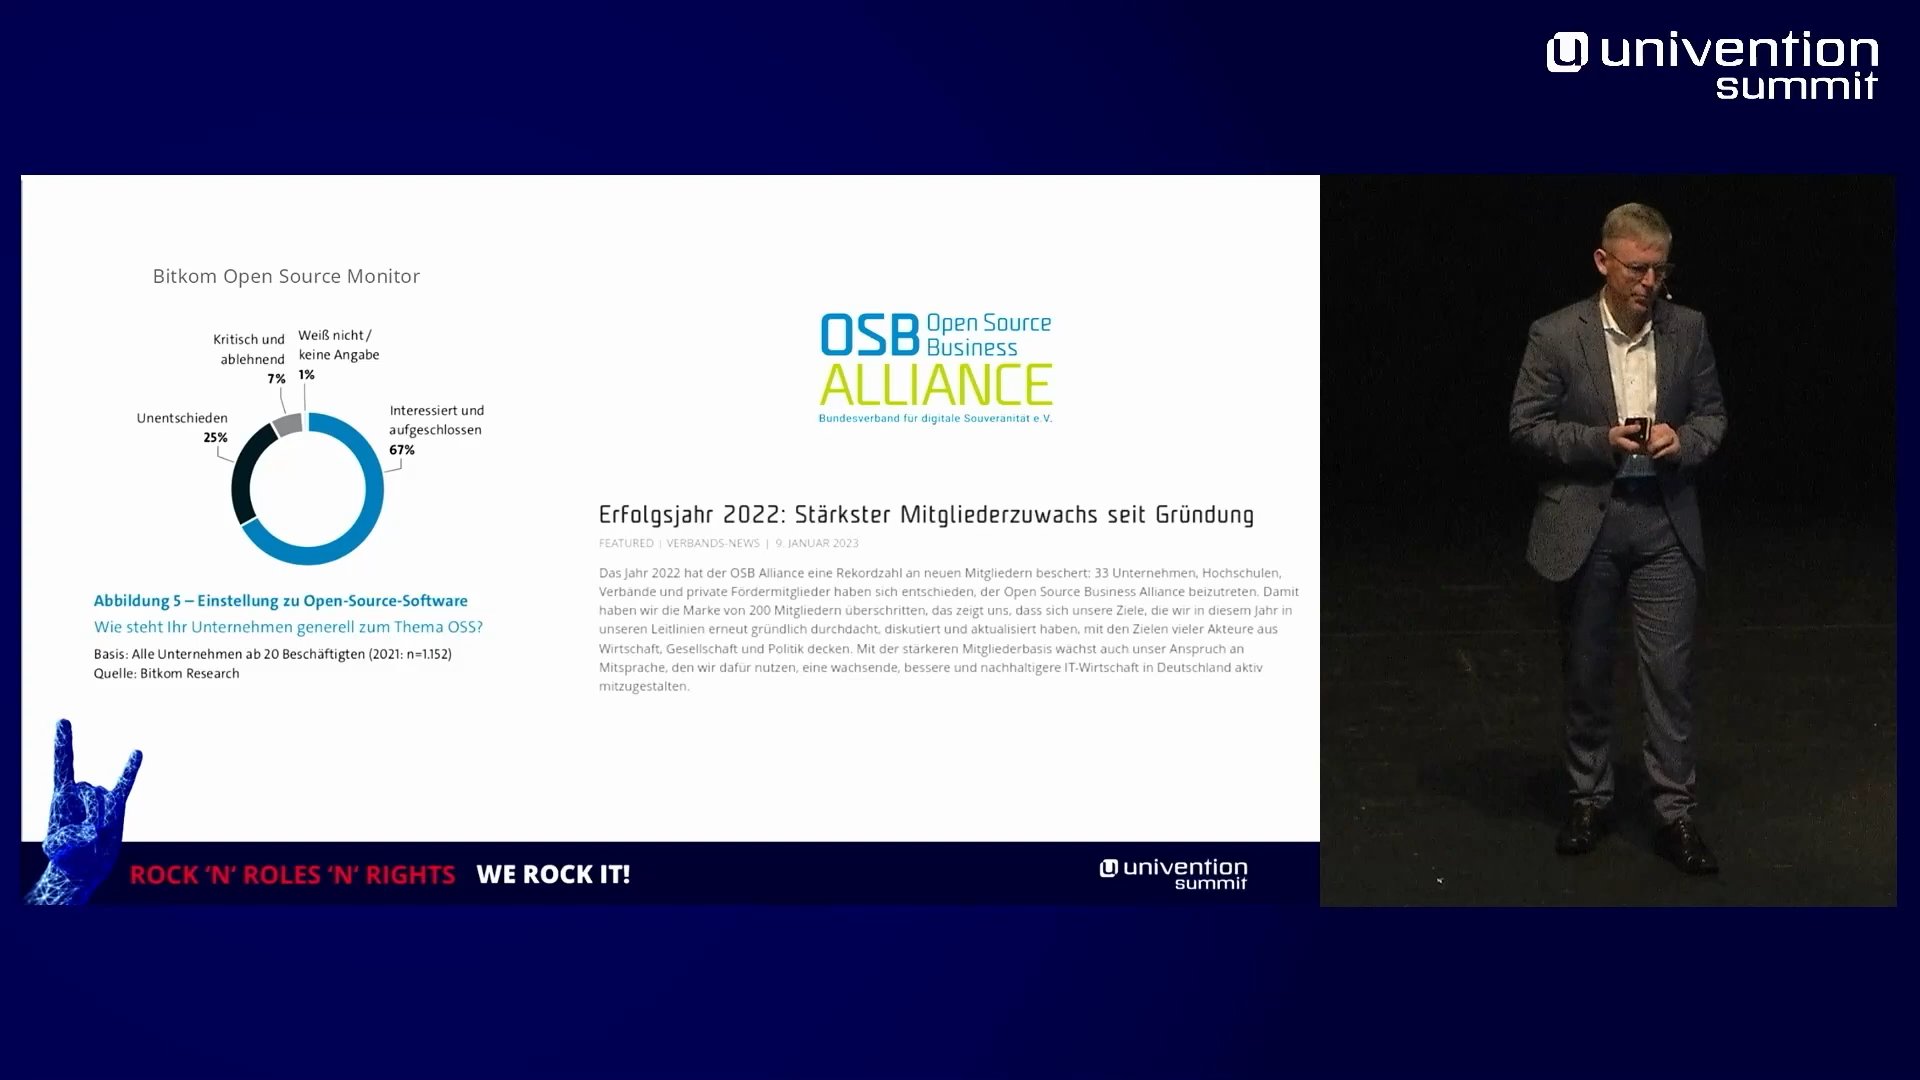 univention
summit
Bitkom Open Source Monitor
Kritisch und
ablehnend
7%
Weiß nicht /
keine Angabe
1%
Unentschieden
25%
Interessiert und
aufgeschlossen
67%
Abbildung 5 – Einstellung zu Open-Source-Software
Wie steht Ihr Unternehmen generell zum Thema OSS?
Basis: Alle Unternehmen ab 20 Beschäftigten (2021: n=1.152)
Quelle: Bitkom Research
OSB Open Source
Business
ALLIANCE
Bundesverband für digitale Souveränität e.V.
Erfolgsjahr 2022: Stärkster Mitgliederzuwachs seit Gründung
FEATURED | VERBANDS-NEWS | 9. JANUAR 2023
Das Jahr 2022 hat der OSB Alliance eine Rekordzahl an neuen Mitgliedern beschert: 33 Unternehmen, Hochschulen,
Verbände und private Fördermitglieder haben sich entschieden, der Open Source Business Alliance beizutreten. Damit
haben wir die Marke von 200 Mitgliedern überschritten, das zeigt uns, dass sich unsere Ziele, die wir in diesem Jahr in
unseren Leitlinien erneut gründlich durchdacht, diskutiert und aktualisiert haben, mit den Zielen vieler Akteure aus
Wirtschaft, Gesellschaft und Politik decken. Mit der stärkeren Mitgliederbasis wächst auch unser Anspruch an
Mitsprache, den wir dafür nutzen, eine wachsende, bessere und nachhaltigere IT-Wirtschaft in Deutschland aktiv
mitzugestalten.
ROCK ‘N‘ ROLES ‘N‘ RIGHTS WE ROCK IT!
univention
summit